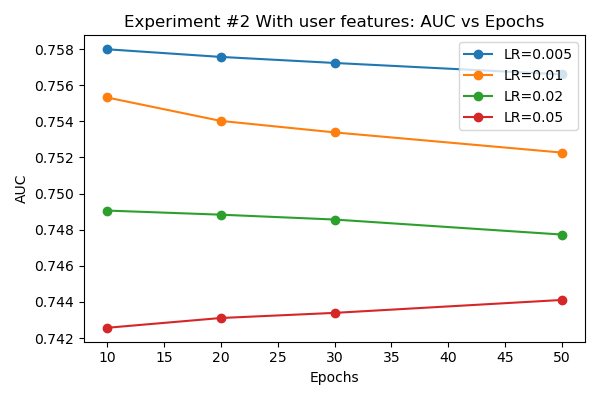 Experiment #2 With user features: AUC vs Epochs
AUC
0.758
0.756
0.754
0.752
0.750
0.748
0.746
0.744
0.742
LR=0.005
LR=0.01
LR=0.02
LR=0.05
10 15 20 25 30 35 40 45 50
Epochs